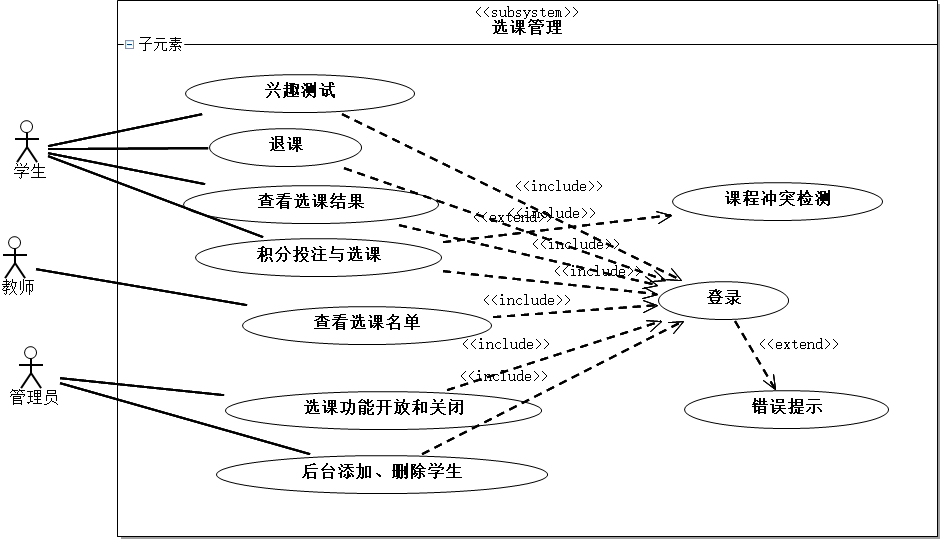 <<subsystem>>
选课管理
子元素
兴趣测试
学生
退课
<<include>>
查看选课结果
课程冲突检测
<<extend>>
<<include>>
积分投注与选课
<<include>>
教师
<<include>>
登录
<<include>>
查看选课名单
<<include>>
<<extend>>
管理员
<<include>>
选课功能开放和关闭
错误提示
后台添加、删除学生